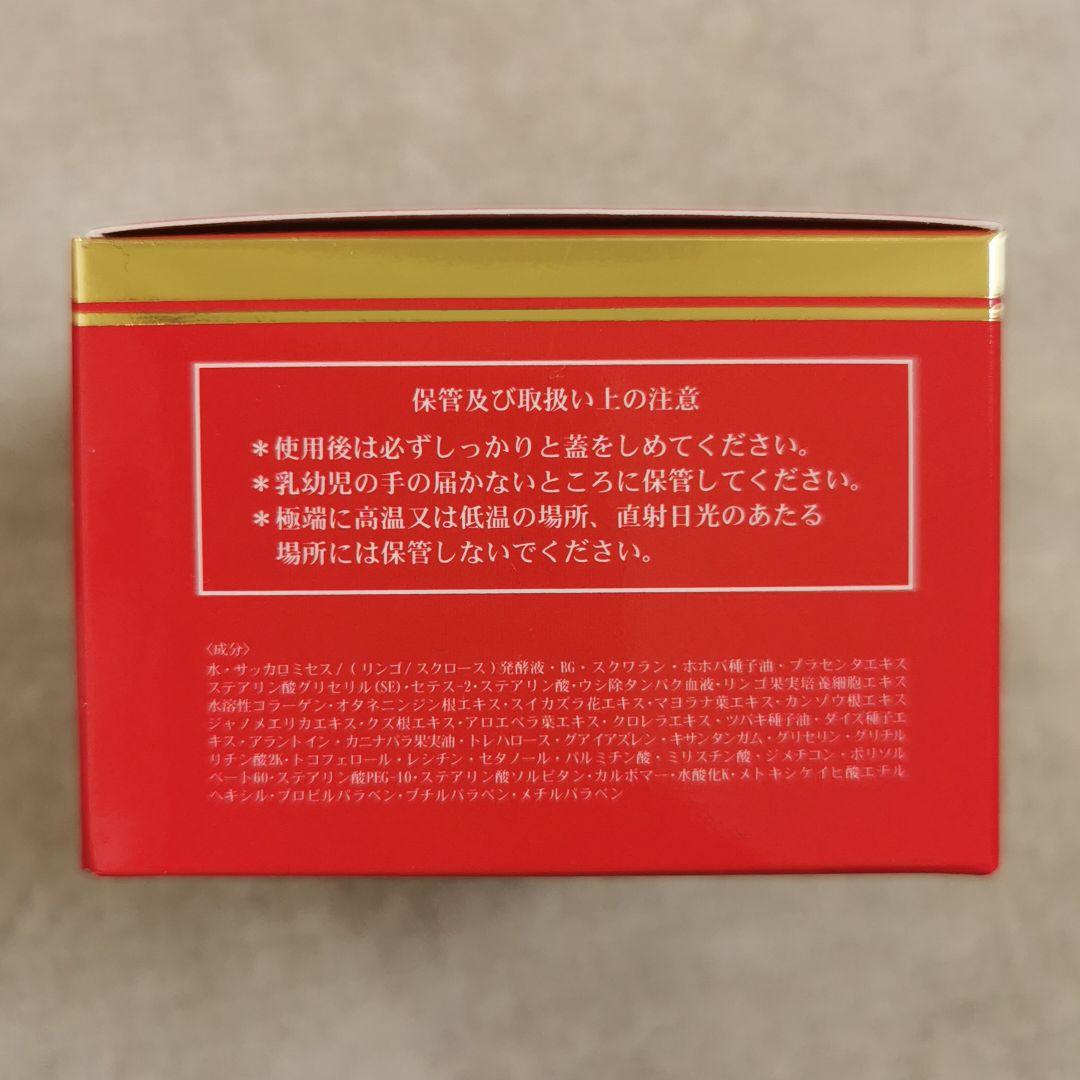 保管及び取扱い上の注意
＊使用後は必ずしっかりと蓋をしめてください。
＊乳幼児の手の届かないところに保管してください。
＊極端に高温又は低温の場所、直射日光のあたる
場所には保管しないでください。
〈成分〉
水・サッカロミセス/(リンゴ/スクロース)発酵液・BG・スクワラン・ホホバ種子油・プラセンタエキス
ステアリン酸グリセリル(SE)・セテス-2・ステアリン酸・ウシ除タンパク血液・リンゴ果実培養細胞エキス
水溶性コラーゲン・オタネニンジン根エキス・スイカズラ花エキス・マヨラナ葉エキス・カンゾウ根エキス
ジャノメエリカエキス・クズ根エキス・アロエベラ葉エキス・クロレラエキス・ツバキ種子油・ダイズ種子エ
キス・アラントイン・カニナバラ果実油・トレハロース・グアイアズレン・キサンタンガム・グリセリン・グリチル
リチン酸2K・トコフェロール・レシチン・セタノール・パルミチン酸・ミリスチン酸・ジメチコン・ポリソル
ベート60・ステアリン酸PEG-40・ステアリン酸ソルビタン・カルボマー・水酸化K・メトキシケイヒ酸エチル
ヘキシル・プロピルパラベン・ブチルパラベン・メチルパラベン